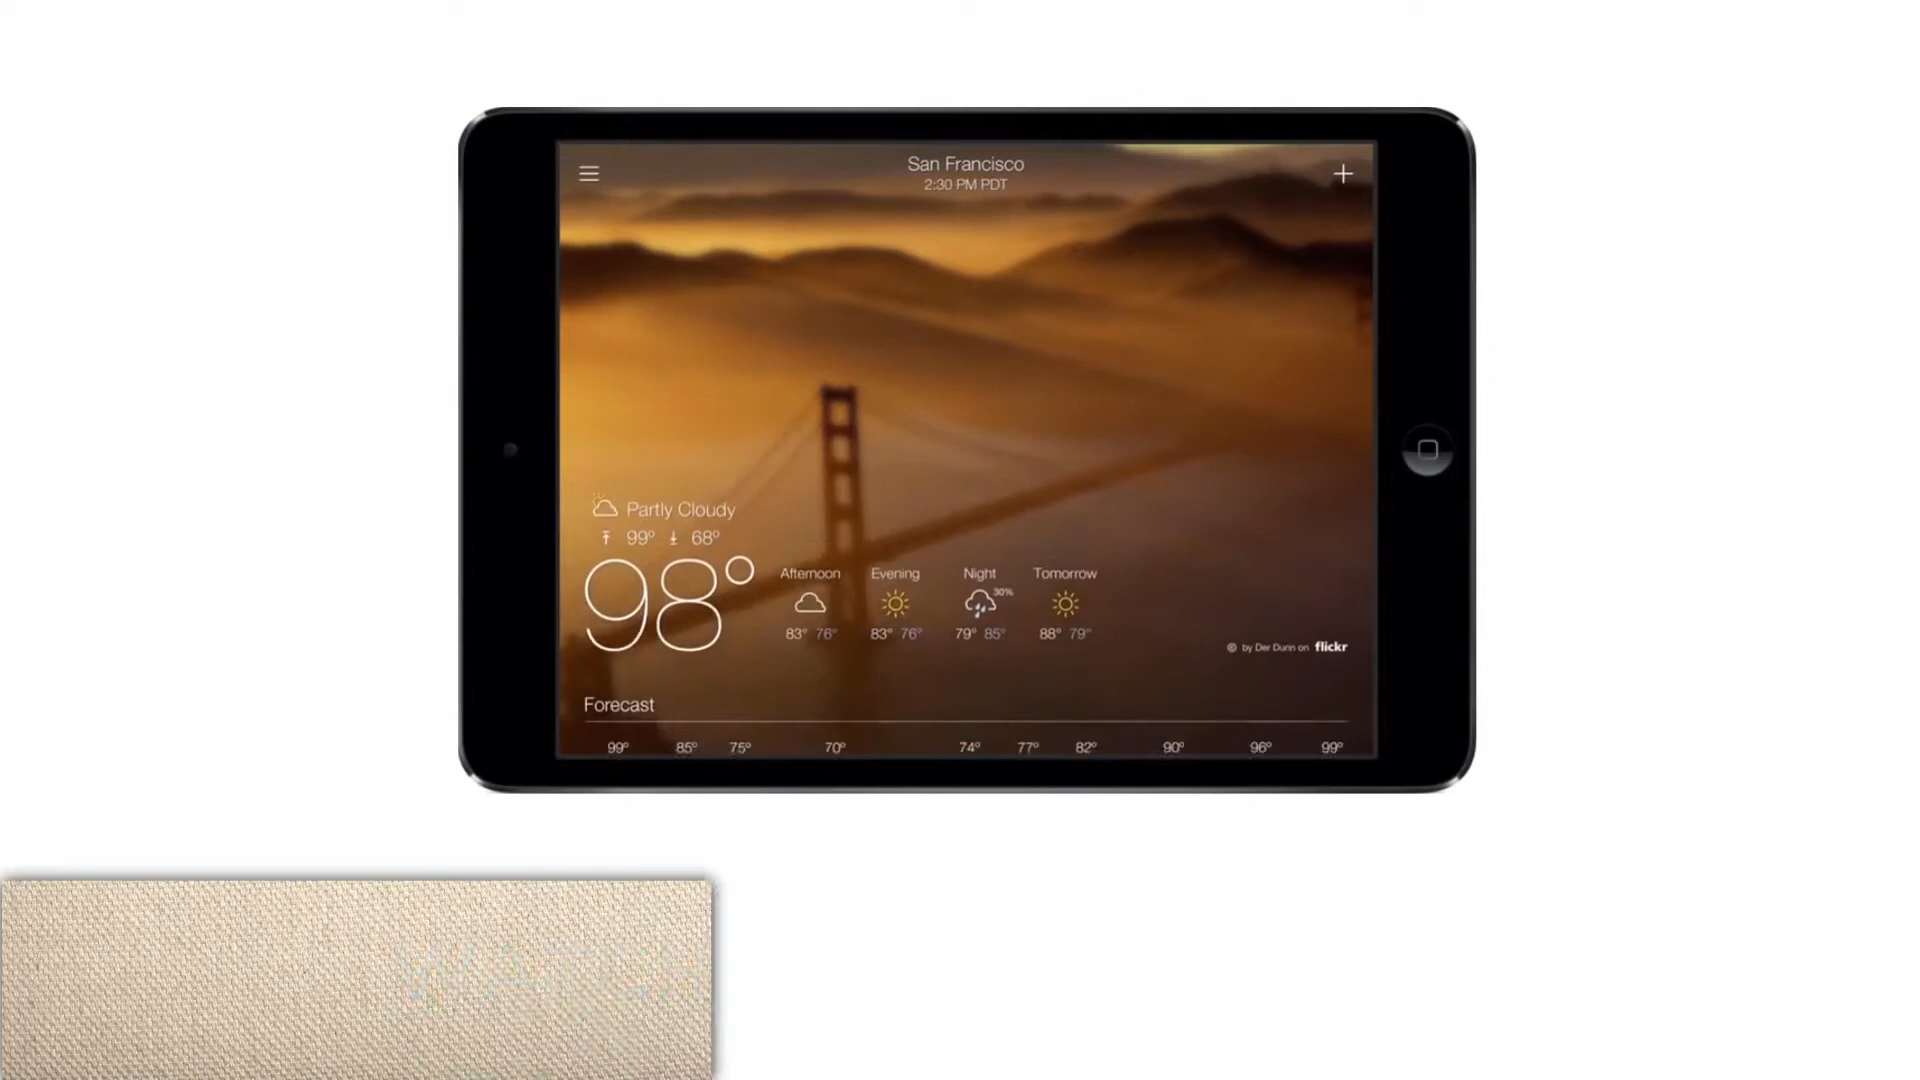 San Francisco
2:30 PM PDT
Partly Cloudy
99° 68°
98°
Afternoon Evening Night Tomorrow
30%
83° 76° 83° 76° 79° 85° 88° 79°
© by Der Dunn on flickr
Forecast
99° 85° 75° 70° 74° 77° 82° 90° 96° 99°